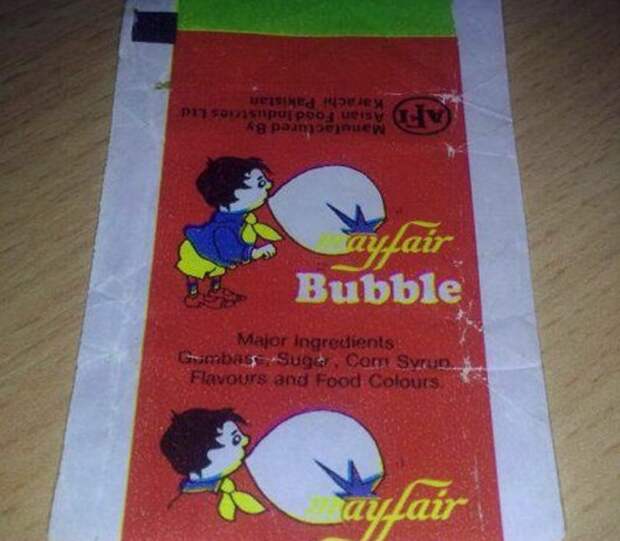 Manufactured By
Asian Food Industries Ltd
Karachi Pakistan
AFI
mayfair
Bubble
Major Ingredients
Gumbase, Sugar, Corn Syrup
Flavours and Food Colours.
mayfair